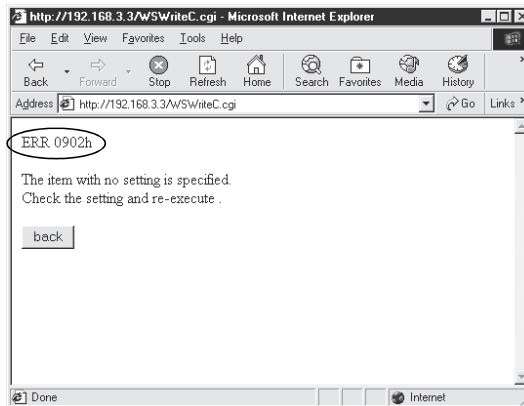 http://192.168.3.3/WSWriteC.cgi - Microsoft Internet Explorer
File Edit View Favorites Tools Help
Back Forward Stop Refresh Home Search Favorites Media History
Address http://192.168.3.3/WSWriteC.cgi Go Links
ERR 0902h
The item with no setting is specified.
Check the setting and re-execute .
back
Done Internet